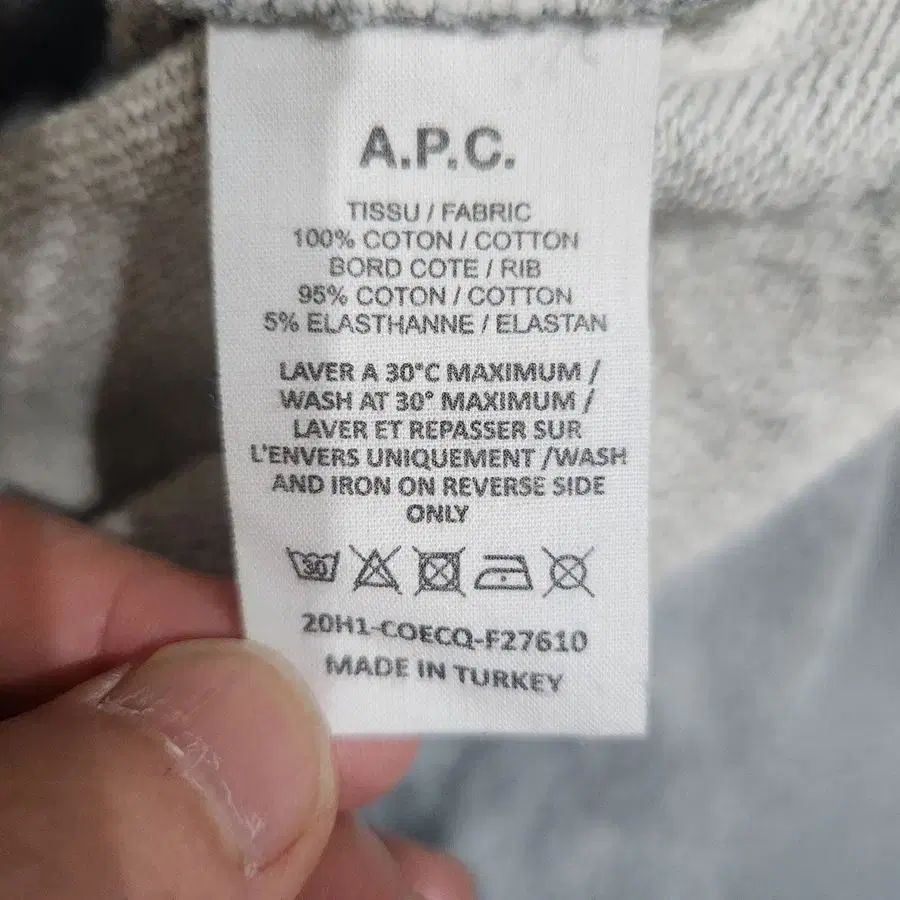 A.P.C.
TISSU / FABRIC
100% COTON / COTTON
BORD COTE / RIB
95% COTON / COTTON
5% ELASTHANNE / ELASTAN
LAVER A 30°C MAXIMUM /
WASH AT 30° MAXIMUM /
LAVER ET REPASSER SUR
L'ENVERS UNIQUEMENT /WASH
AND IRON ON REVERSE SIDE
ONLY
30
20H1-COECQ-F27610
MADE IN TURKEY